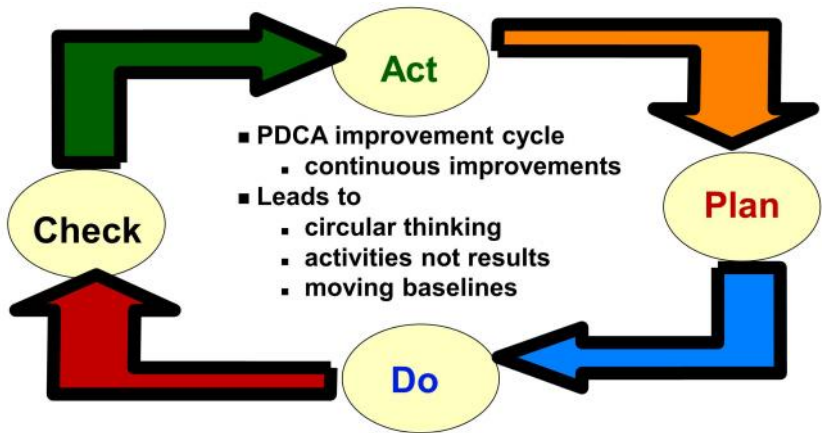 Act
▪ PDCA improvement cycle
▪ continuous improvements
▪ Leads to
▪ circular thinking
▪ activities not results
▪ moving baselines
Plan
Check
Do